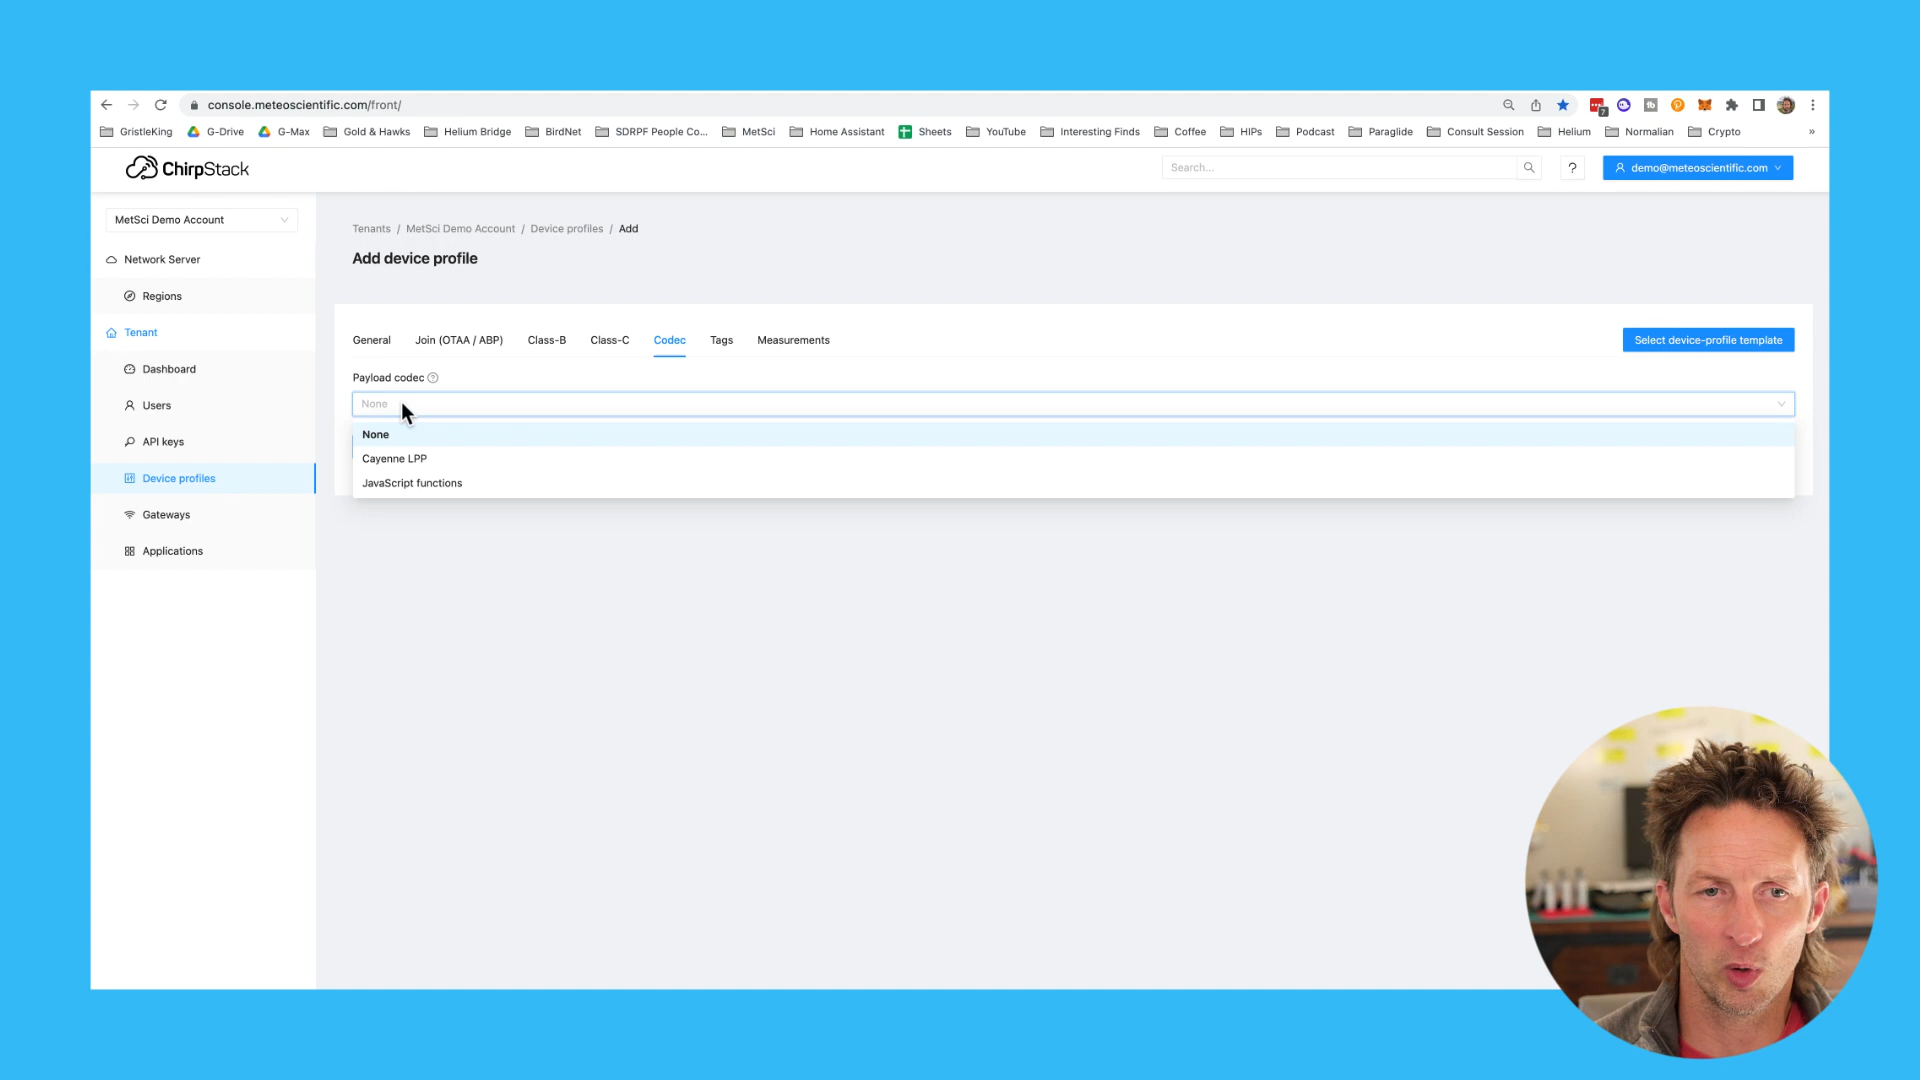 console.meteoscientific.com/front/
7
GristleKing G-Drive G-Max Gold & Hawks Helium Bridge BirdNet SDRPF People Co... MetSci Home Assistant Sheets YouTube Interesting Finds Coffee HIPs Podcast Paraglide Consult Session Helium Normalian Crypto »
ChirpStack
Search...
?
demo@meteoscientific.com
MetSci Demo Account
Network Server
Regions
Tenant
Dashboard
Users
API keys
Device profiles
Gateways
Applications
Tenants / MetSci Demo Account / Device profiles / Add
Add device profile
General Join (OTAA / ABP) Class-B Class-C Codec Tags Measurements
Select device-profile template
Payload codec ?
None
None
Cayenne LPP
JavaScript functions